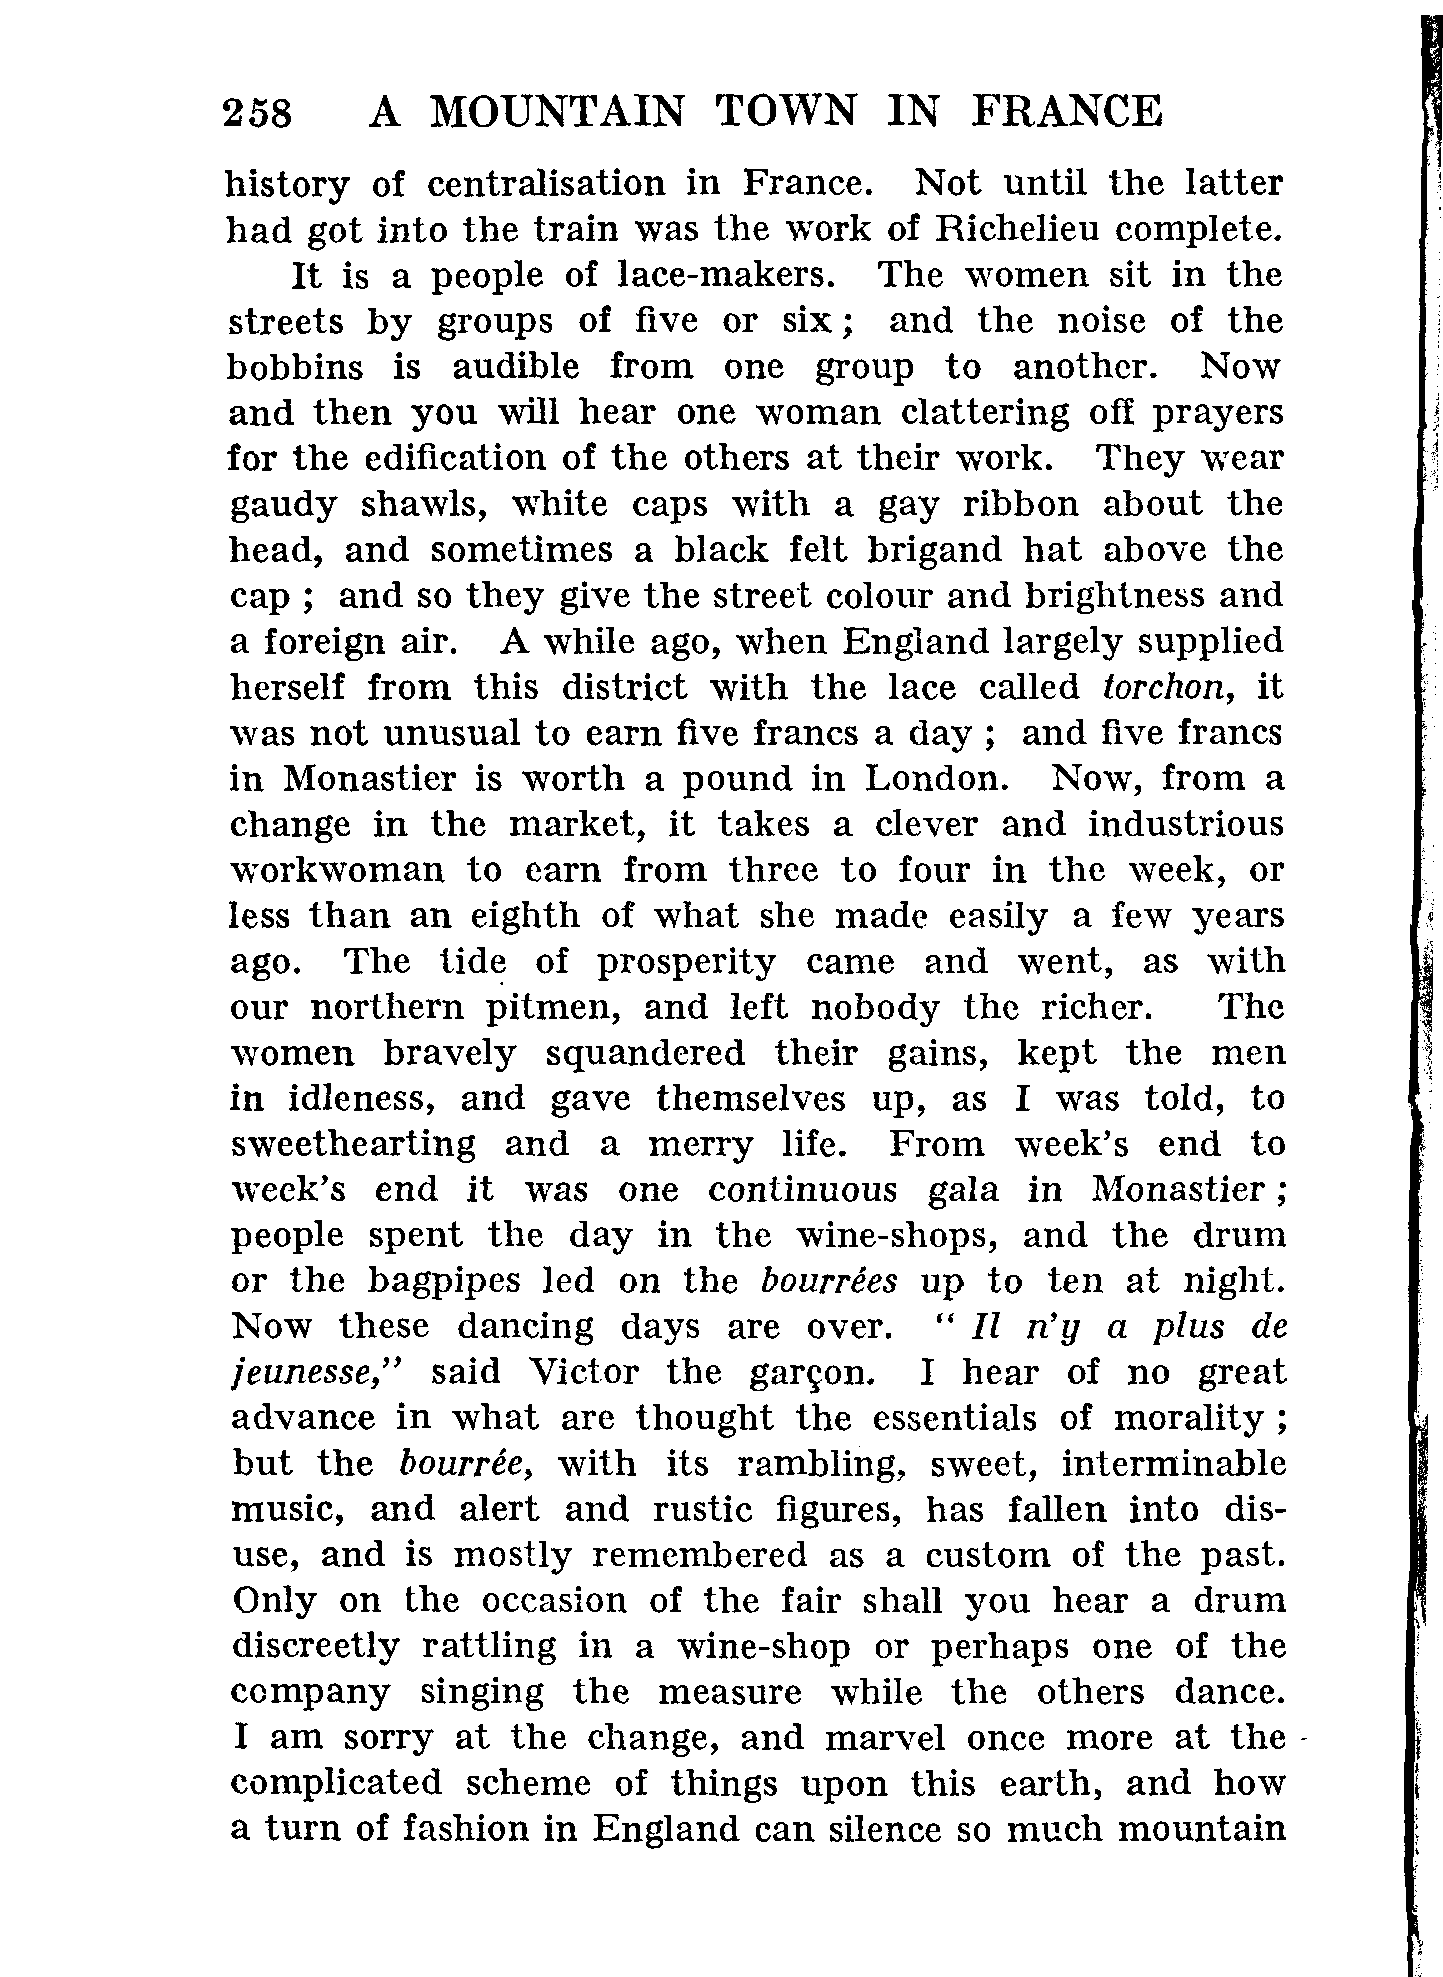 258 A MOUNTAIN TOWN IN FRANCE
history of centralisation in France. Not until the latter
had got into the train was the work of Richelieu complete.
It is a people of lace-makers. The women sit in the
streets by groups of five or six ; and the noise of the
bobbins is audible from one group to another. Now
and then you will hear one woman clattering off prayers
for the edification of the others at their work. They wear
gaudy shawls, white caps with a gay ribbon about the
head, and sometimes a black felt brigand hat above the
cap ; and so they give the street colour and brightness and
a foreign air. A while ago, when England largely supplied
herself from this district with the lace called torchon, it
was not unusual to earn five francs a day ; and five francs
in Monastier is worth a pound in London. Now, from a
change in the market, it takes a clever and industrious
workwoman to earn from three to four in the week, or
less than an eighth of what she made easily a few years
ago. The tide of prosperity came and went, as with
our northern pitmen, and left nobody the richer. The
women bravely squandered their gains, kept the men
in idleness, and gave themselves up, as I was told, to
sweethearting and a merry life. From week's end to
week's end it was one continuous gala in Monastier ;
people spent the day in the wine-shops, and the drum
or the bagpipes led on the bourrées up to ten at night.
Now these dancing days are over. “ Il n'y a plus de
jeunesse,” said Victor the garçon. I hear of no great
advance in what are thought the essentials of morality ;
but the bourrée, with its rambling, sweet, interminable
music, and alert and rustic figures, has fallen into dis-
use, and is mostly remembered as a custom of the past.
Only on the occasion of the fair shall you hear a drum
discreetly rattling in a wine-shop or perhaps one of the
company singing the measure while the others dance.
I am sorry at the change, and marvel once more at the
complicated scheme of things upon this earth, and how
a turn of fashion in England can silence so much mountain